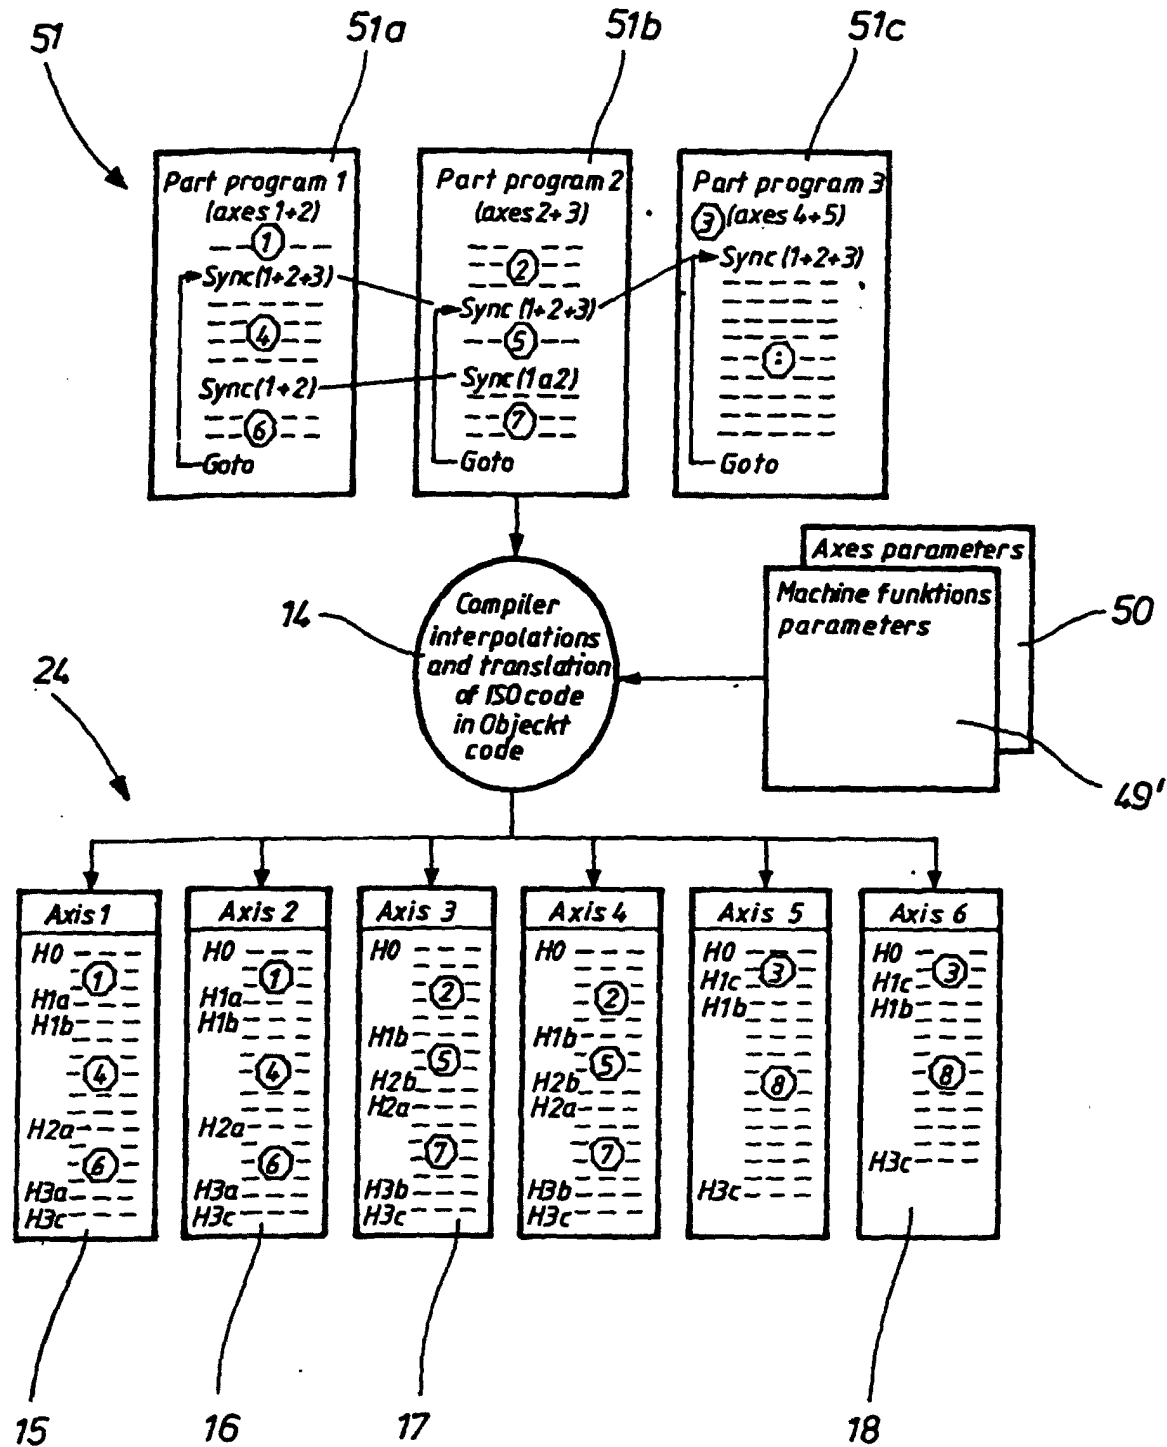 51
51a
51b
51c
Part program 1
(axes 1+2)
1
Sync(1+2+3)
4
Sync(1+2)
6
Goto
Part program 2
(axes 2+3)
2
Sync(1+2+3)
5
Sync(1a2)
7
Goto
Part program 3
3 (axes 4+5)
Sync(1+2+3)
:
Goto
14
Compiler
interpolations
and translation
of ISO code
in Objeckt
code
Axes parameters
Machine funktions
parameters
50
49'
24
Axis 1
H0
1
H1a
H1b
4
H2a
6
H3a
H3c
Axis 2
H0
1
H1a
H1b
4
H2a
6
H3a
H3c
Axis 3
H0
2
H1b
5
H2b
H2a
7
H3b
H3c
Axis 4
H0
2
H1b
5
H2b
H2a
7
H3b
H3c
Axis 5
H0
3
H1c
H1b
8
H3c
Axis 6
H0
3
H1c
H1b
8
H3c
15
16
17
18